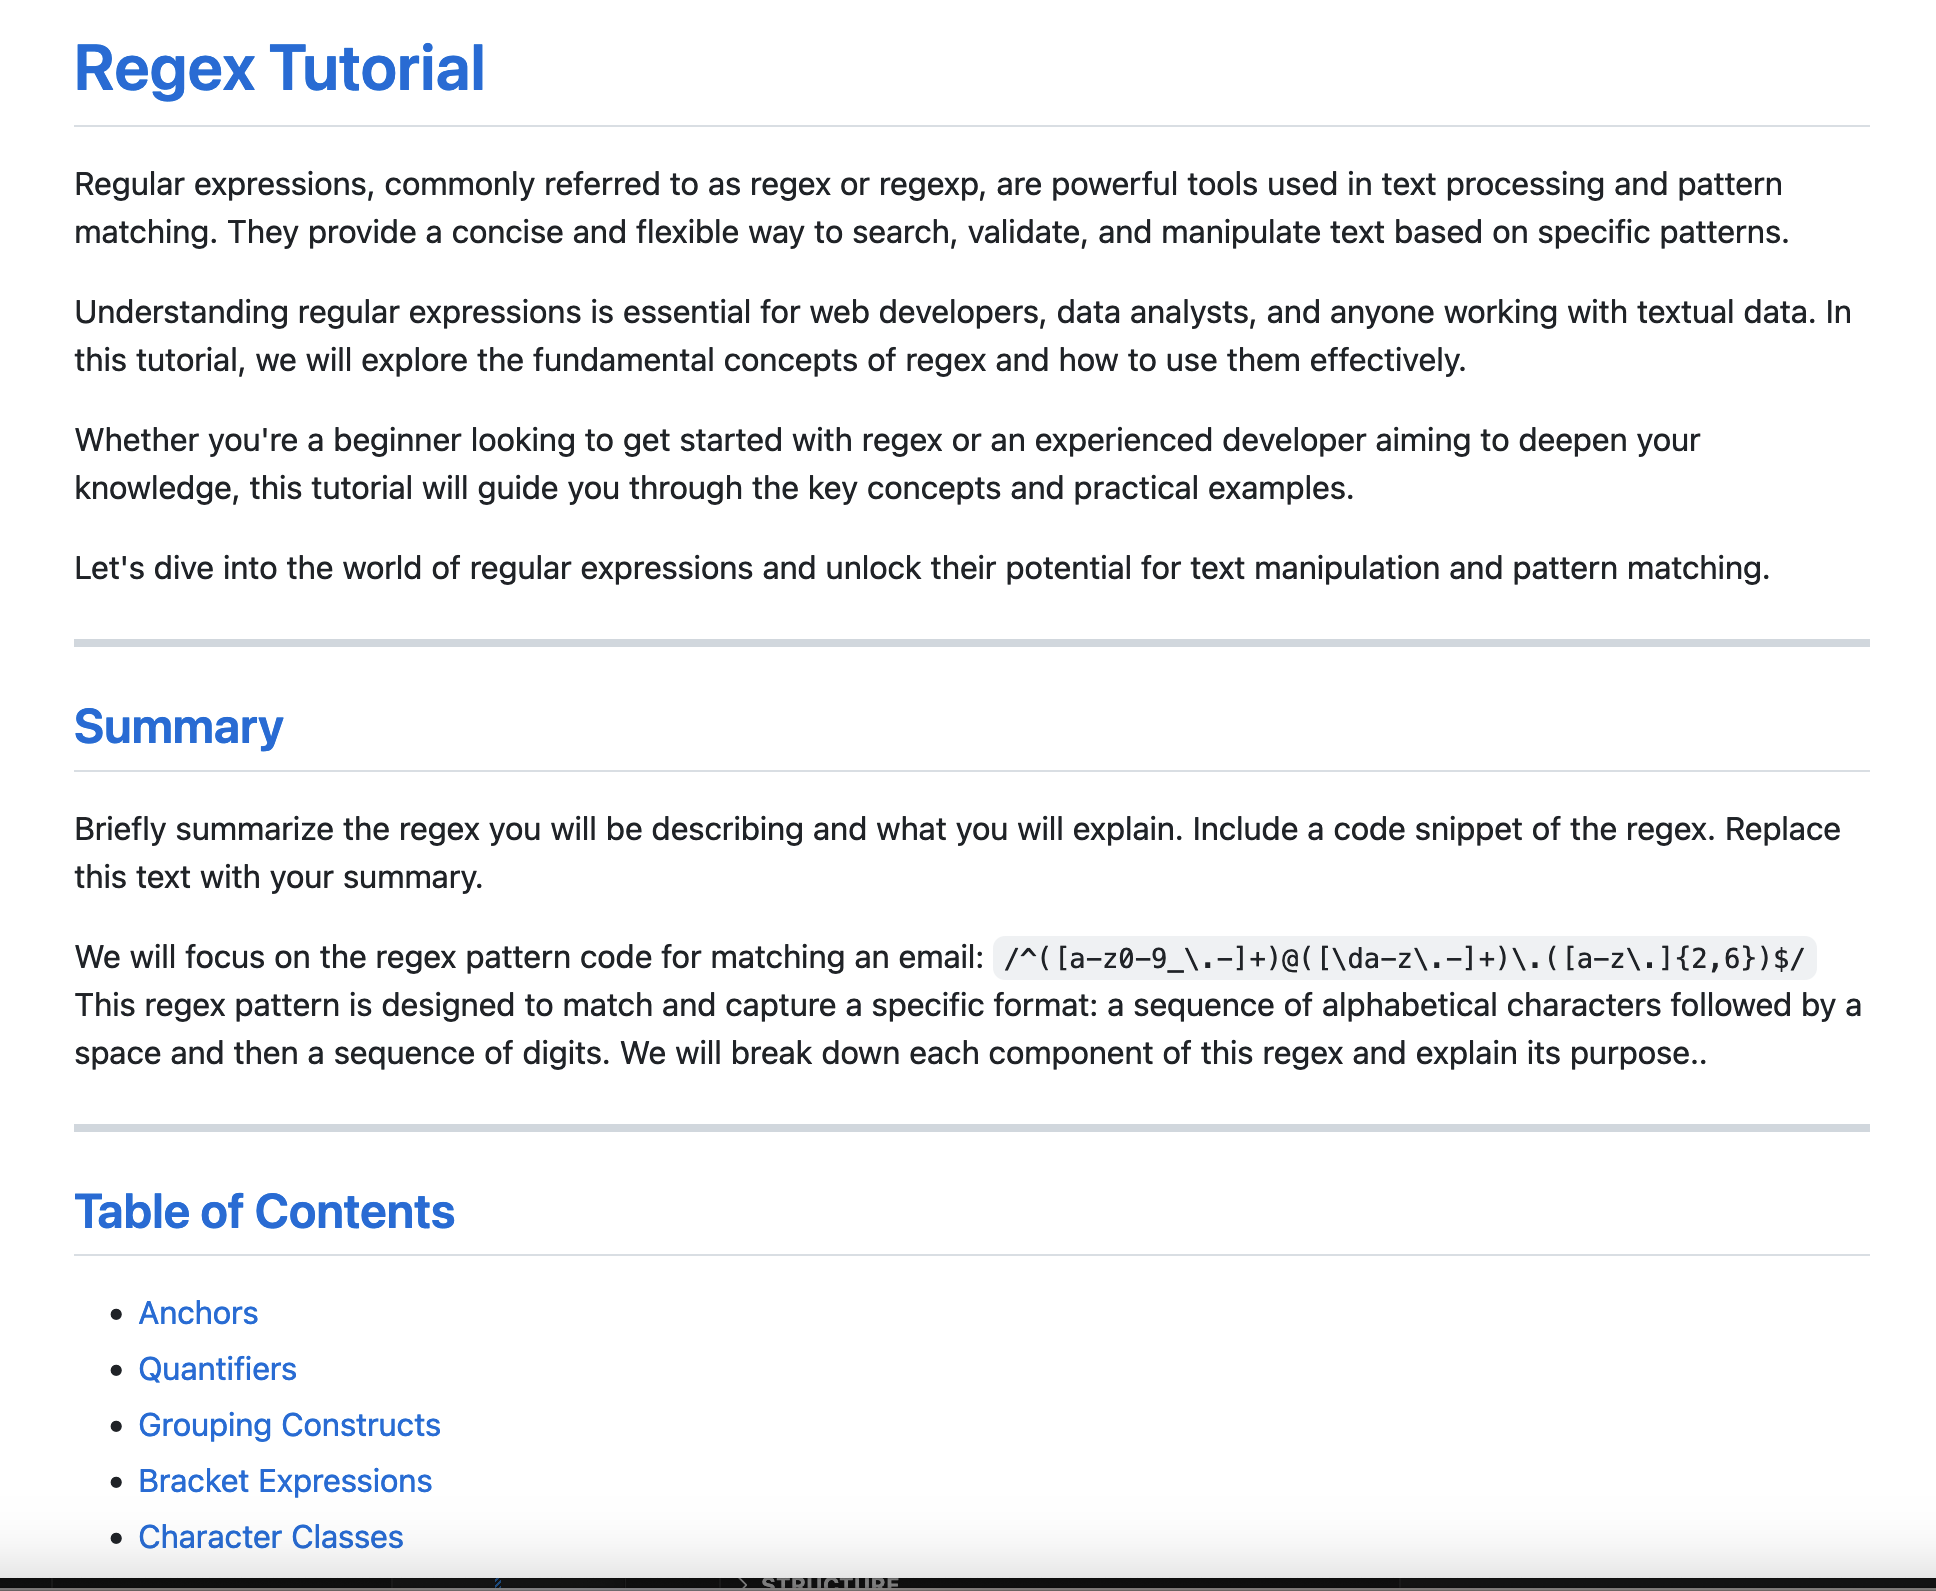 Regex Tutorial
Regular expressions, commonly referred to as regex or regexp, are powerful tools used in text processing and pattern
matching. They provide a concise and flexible way to search, validate, and manipulate text based on specific patterns.
Understanding regular expressions is essential for web developers, data analysts, and anyone working with textual data. In
this tutorial, we will explore the fundamental concepts of regex and how to use them effectively.
Whether you're a beginner looking to get started with regex or an experienced developer aiming to deepen your
knowledge, this tutorial will guide you through the key concepts and practical examples.
Let's dive into the world of regular expressions and unlock their potential for text manipulation and pattern matching.
Summary
Briefly summarize the regex you will be describing and what you will explain. Include a code snippet of the regex. Replace
this text with your summary.
We will focus on the regex pattern code for matching an email: /^([a-z0-9_\.-]+)@([\da-z\.-]+)\.([a-z\.]{2,6})$/
This regex pattern is designed to match and capture a specific format: a sequence of alphabetical characters followed by a
space and then a sequence of digits. We will break down each component of this regex and explain its purpose..
Table of Contents
• Anchors
• Quantifiers
• Grouping Constructs
• Bracket Expressions
• Character Classes
> STRUCTURE